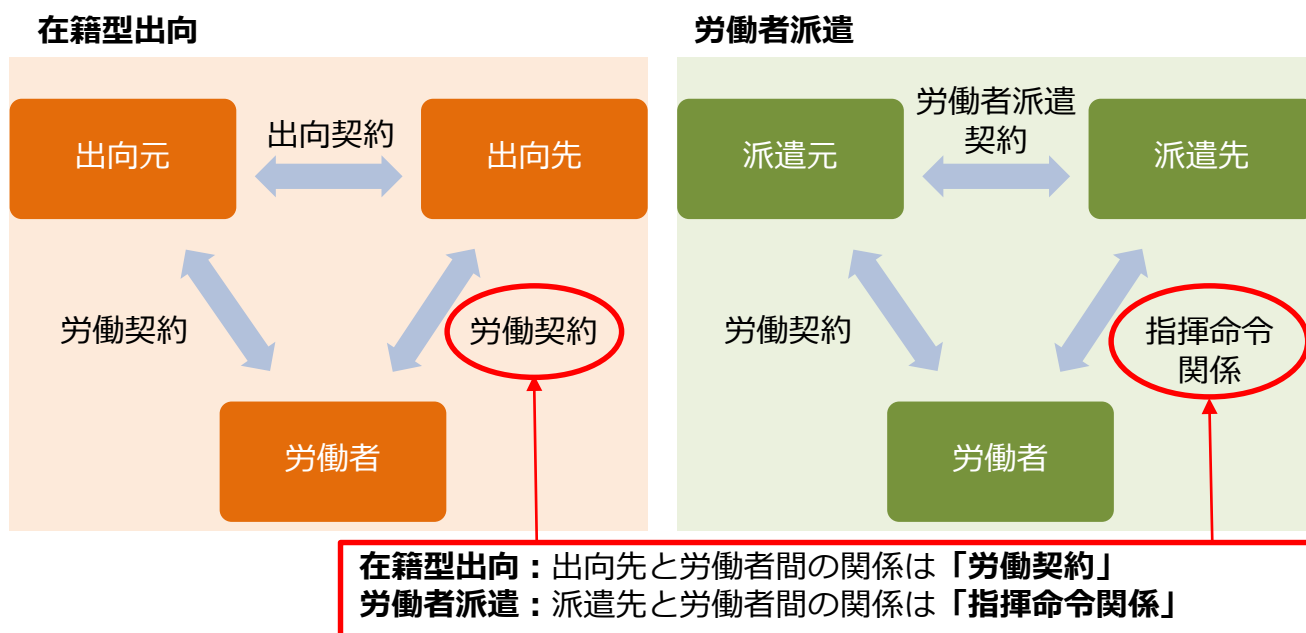 在籍型出向
出向元
出向契約
出向先
労働契約
労働契約
労働者
労働者派遣
派遣元
労働者派遣
契約
派遣先
労働契約
指揮命令
関係
労働者
在籍型出向：出向先と労働者間の関係は「労働契約」
労働者派遣：派遣先と労働者間の関係は「指揮命令関係」